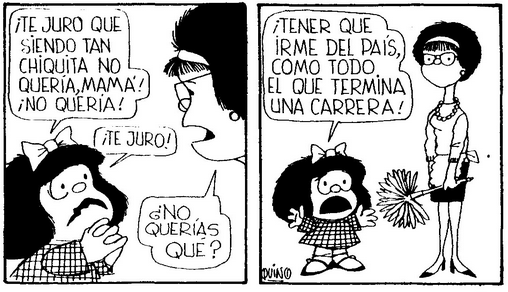 ¡TE JURO QUE
SIENDO TAN
CHIQUITA NO
QUERÍA, MAMÁ!
¡NO QUERÍA!
¡TE JURO!
¿¡NO
QUERÍAS
QUÉ?
¡TENER QUE
IRME DEL PAÍS,
COMO TODO
EL QUE TERMINA
UNA CARRERA!
QUINO